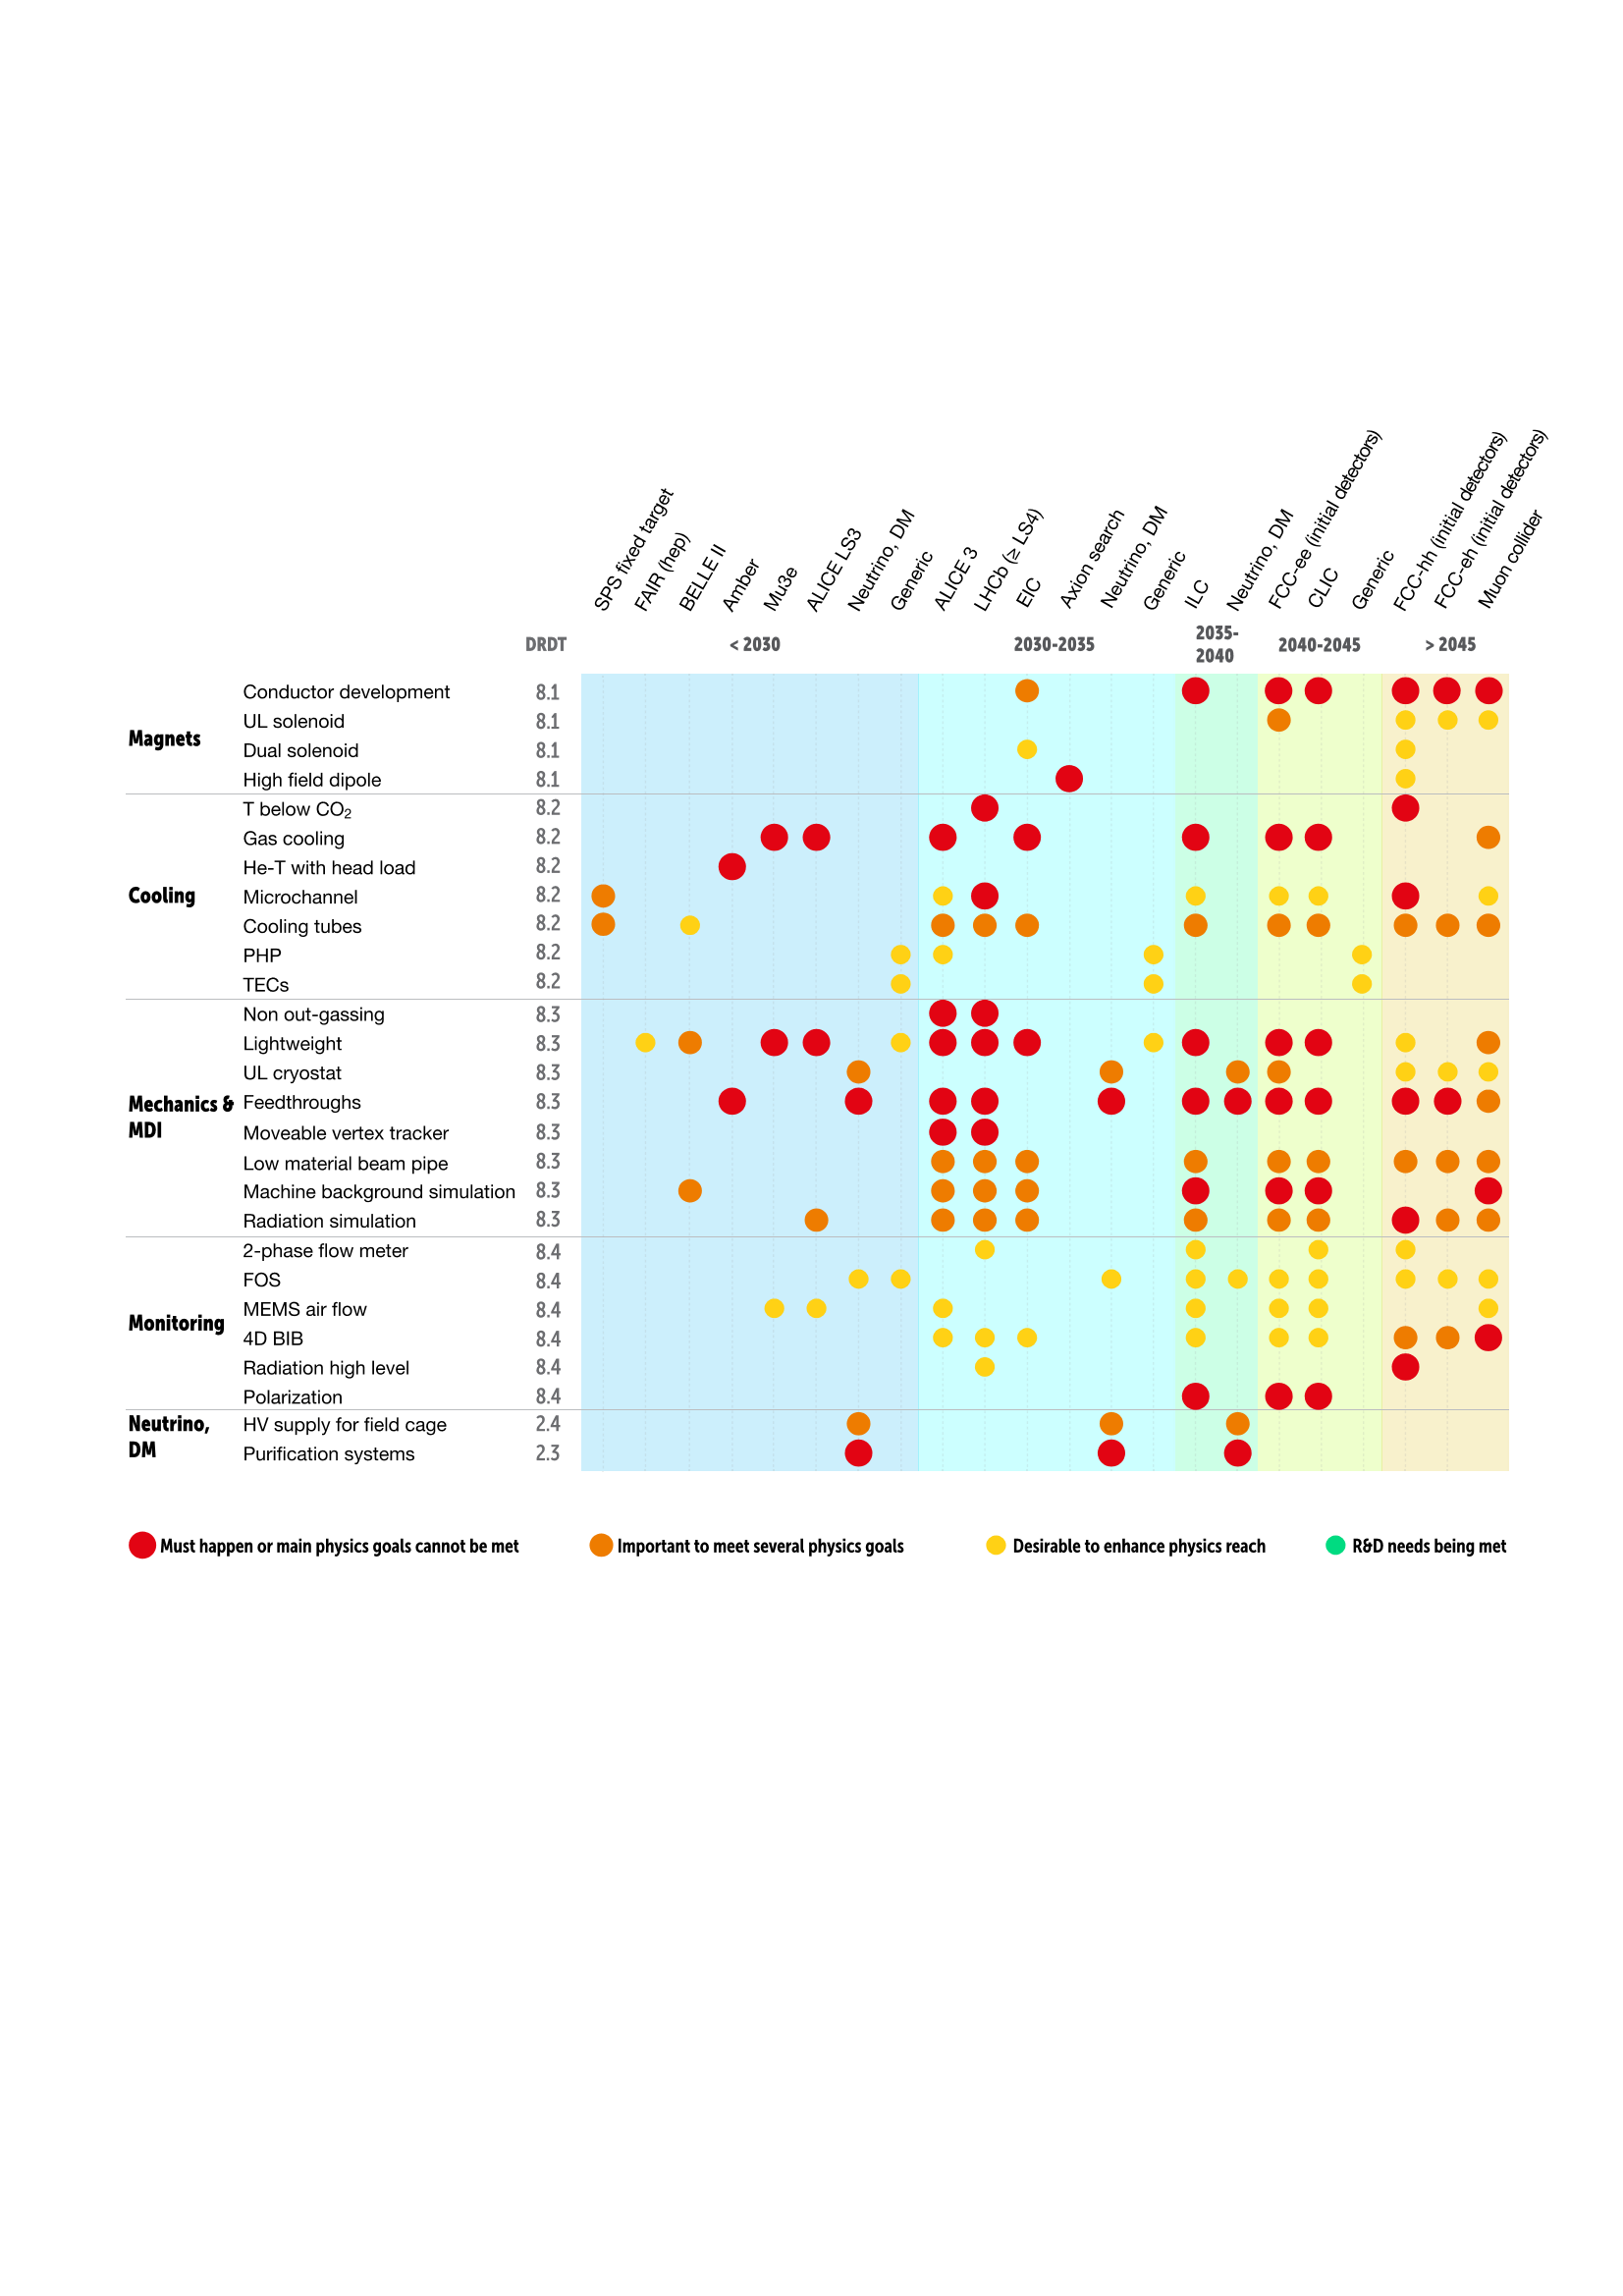 SPS fixed target
FAIR (hep)
BELLE II
Amber
Mu3e
ALICE LS3
Neutrino, DM
Generic
ALICE 3
LHCb (≥ LS4)
EIC
Axion search
Neutrino, DM
Generic
ILC
Neutrino, DM
FCC-ee (initial detectors)
CLIC
Generic
FCC-hh (initial detectors)
FCC-eh (initial detectors)
Muon collider
DRDT
< 2030
2030-2035
2035-
2040
2040-2045
> 2045
Magnets
Conductor development 8.1
UL solenoid 8.1
Dual solenoid 8.1
High field dipole 8.1
Cooling
T below CO₂ 8.2
Gas cooling 8.2
He-T with head load 8.2
Microchannel 8.2
Cooling tubes 8.2
PHP 8.2
TECs 8.2
Mechanics &
MDI
Non out-gassing 8.3
Lightweight 8.3
UL cryostat 8.3
Feedthroughs 8.3
Moveable vertex tracker 8.3
Low material beam pipe 8.3
Machine background simulation 8.3
Radiation simulation 8.3
Monitoring
2-phase flow meter 8.4
FOS 8.4
MEMS air flow 8.4
4D BIB 8.4
Radiation high level 8.4
Polarization 8.4
Neutrino,
DM
HV supply for field cage 2.4
Purification systems 2.3
Must happen or main physics goals cannot be met
Important to meet several physics goals
Desirable to enhance physics reach
R&D needs being met